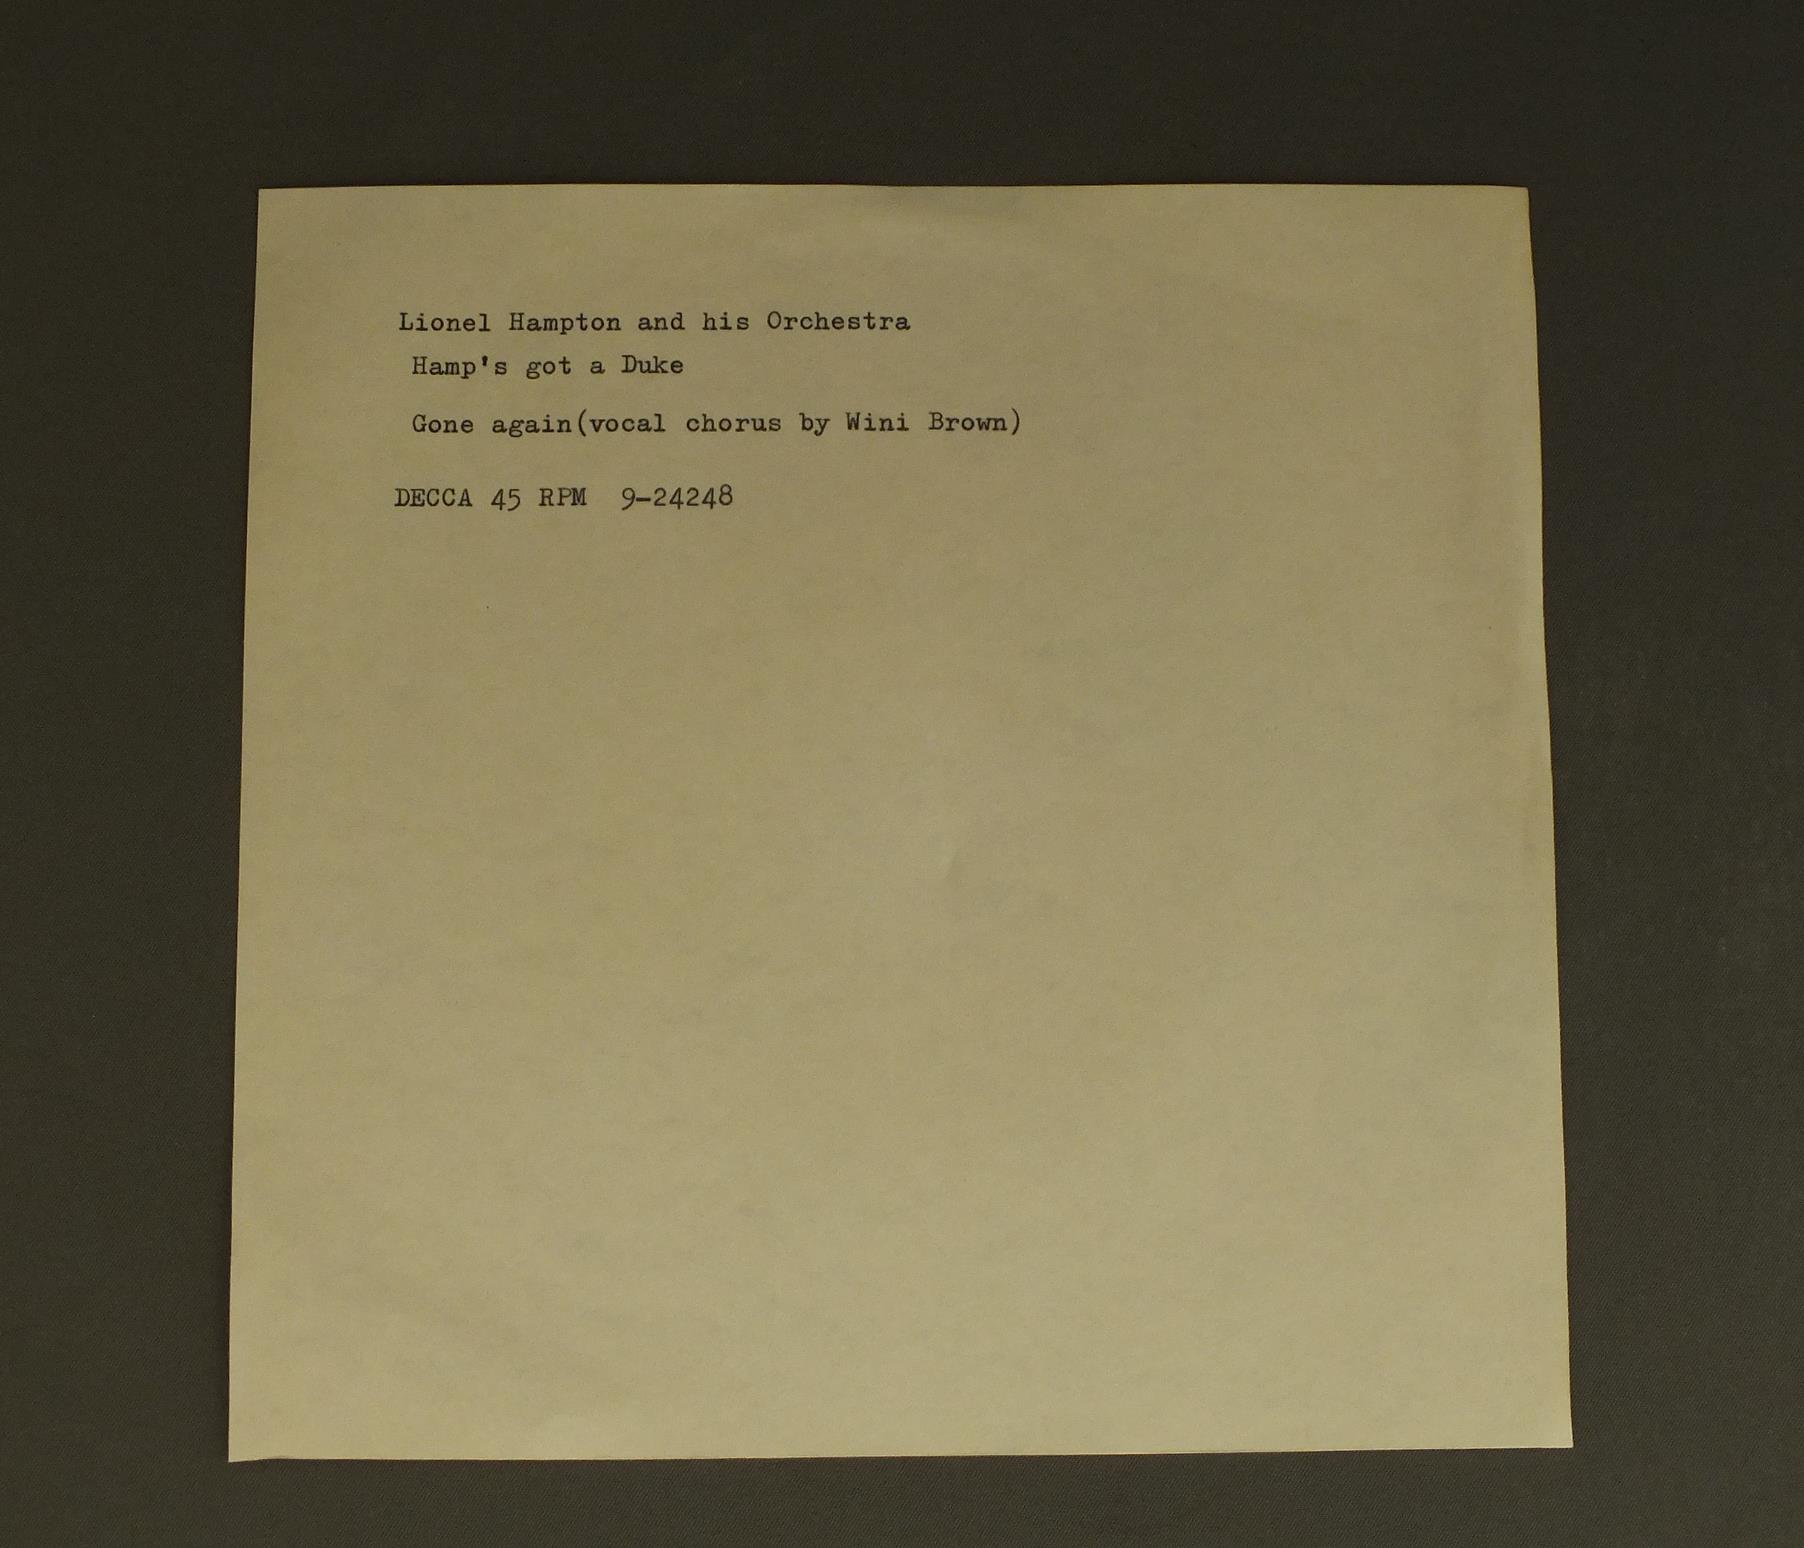 Lionel Hampton and his Orchestra
Hamp's got a Duke
Gone again(vocal chorus by Wini Brown)
DECCA 45 RPM 9-24248